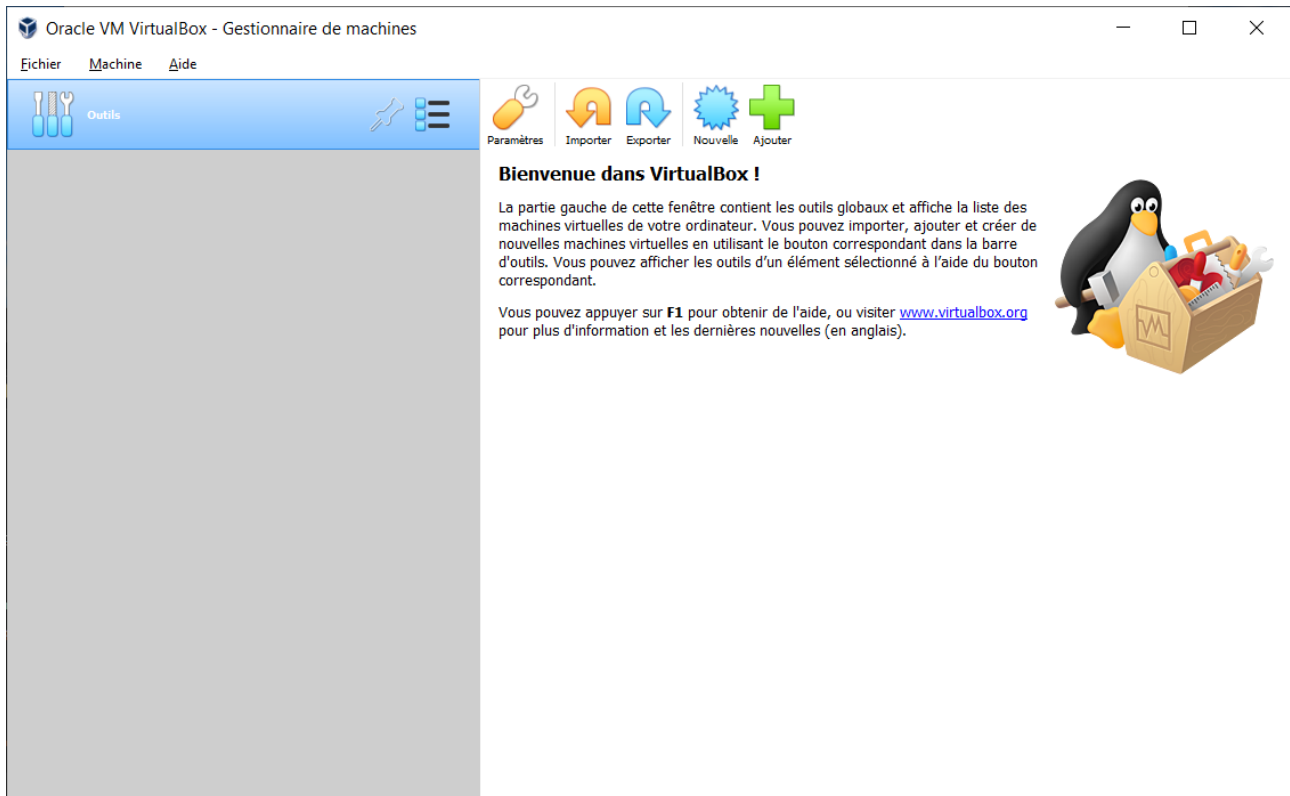 Oracle VM VirtualBox - Gestionnaire de machines
Fichier Machine Aide
Outils
Paramètres Importer Exporter Nouvelle Ajouter
Bienvenue dans VirtualBox !
La partie gauche de cette fenêtre contient les outils globaux et affiche la liste des
machines virtuelles de votre ordinateur. Vous pouvez importer, ajouter et créer de
nouvelles machines virtuelles en utilisant le bouton correspondant dans la barre
d'outils. Vous pouvez afficher les outils d’un élément sélectionné à l’aide du bouton
correspondant.
Vous pouvez appuyer sur F1 pour obtenir de l'aide, ou visiter www.virtualbox.org
pour plus d'information et les dernières nouvelles (en anglais).